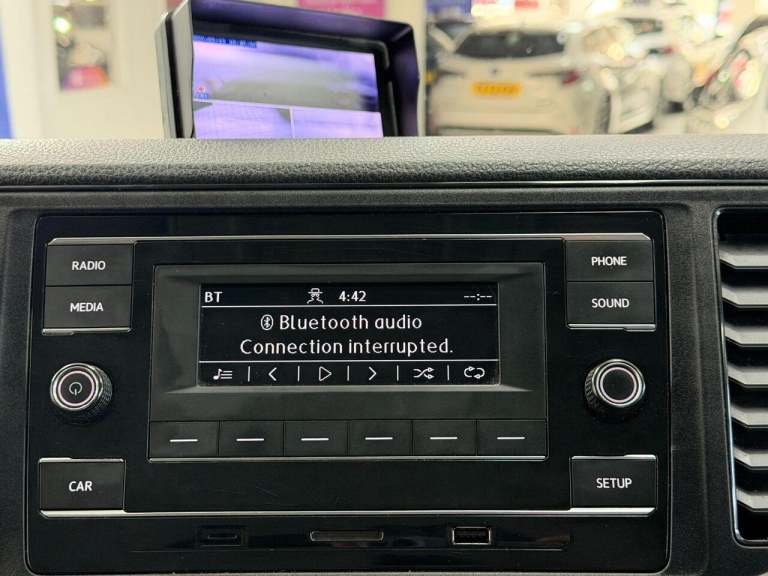 RADIO
MEDIA
PHONE
SOUND
BT 4:42 --:--
Bluetooth audio
Connection interrupted.
CAR
SETUP